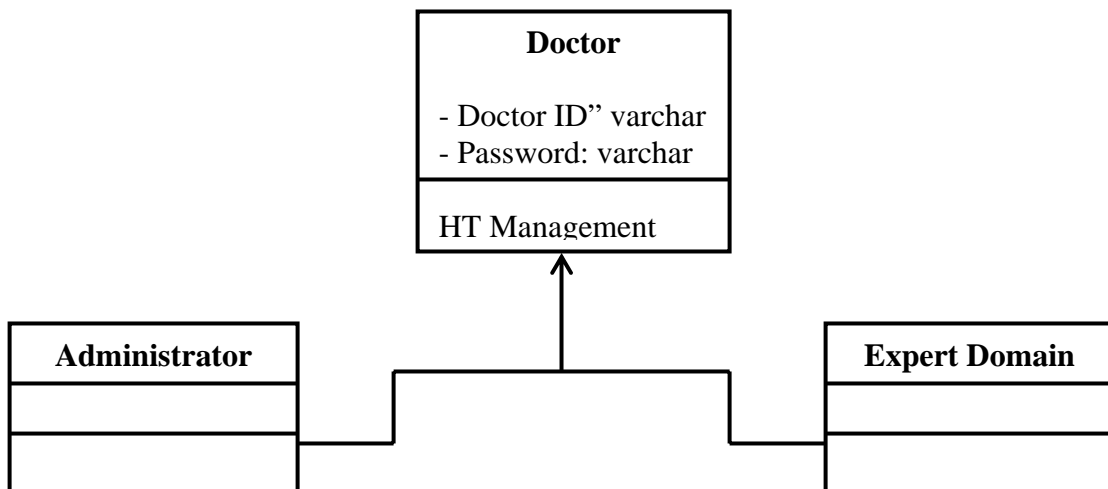 Doctor
- Doctor ID” varchar
- Password: varchar
HT Management
Administrator
Expert Domain